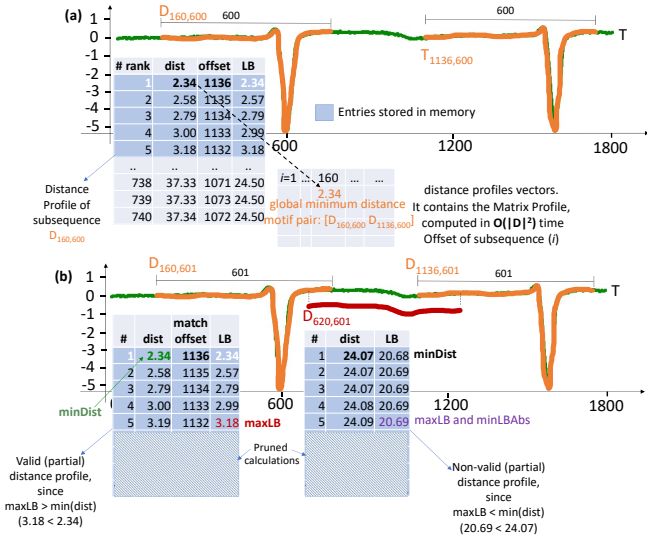 (a)
D160,600
600
600
T
T1136,600
1
0
-1
-2
-3
-4
-5
# rank dist offset LB
1 2.34 1136 2.34
2 2.58 1135 2.57
3 2.79 1134 2.79
4 3.00 1133 2.99
5 3.18 1132 3.18
.. .. .. ..
738 37.33 1071 24.50
739 37.33 1073 24.50
740 37.34 1072 24.50
Entries stored in memory
600 1200 1800
Distance
Profile of
subsequence
D160,600
i=1 ... 160 ... ...
2.34
global minimum distance
motif pair: [D160,600 D1136,600]
distance profiles vectors.
It contains the Matrix Profile,
computed in O(|D|²) time
Offset of subsequence (i)
(b)
D160,601
601
D1136,601
601
T
1
0
-1
-2
-3
-4
-5
D620,601
# dist match offset LB
1 2.34 1136 2.34
2 2.58 1135 2.57
3 2.79 1134 2.79
4 3.00 1133 2.99
5 3.19 1132 3.18
minDist
maxLB
# dist LB
1 24.07 20.68
2 24.07 20.69
3 24.07 20.69
4 24.08 20.69
5 24.09 20.69
minDist
maxLB and minLBAbs
600 1200 1800
Pruned
calculations
Valid (partial)
distance profile,
since
maxLB > min(dist)
(3.18 < 2.34)
Non-valid (partial)
distance profile,
since
maxLB < min(dist)
(20.69 < 24.07)